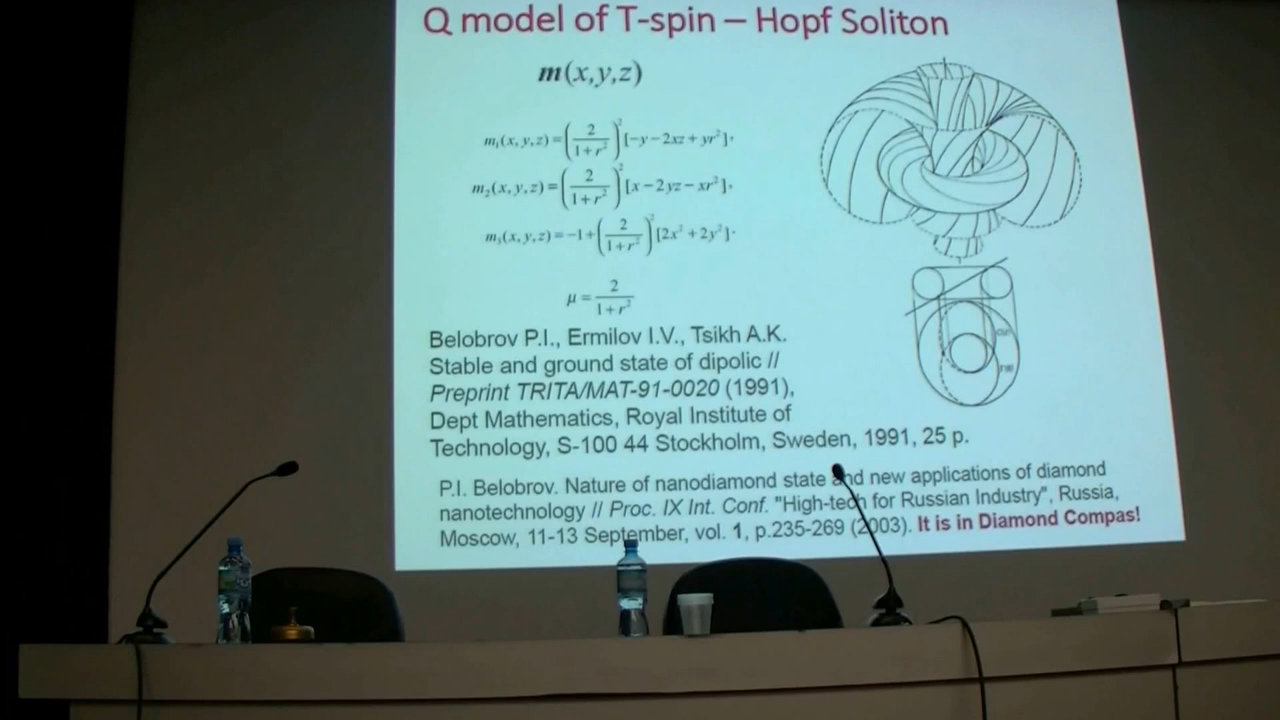 Q model of T-spin – Hopf Soliton
m(x,y,z)
m₁(x, y, z) = (2/(1+r²))² [−y − 2xz + yr²],
m₂(x, y, z) = (2/(1+r²))² [x − 2yz − xr²],
m₃(x, y, z) = −1 + (2/(1+r²))² [2x² + 2y²].
μ = 2/(1+r²)
Belobrov P.I., Ermilov I.V., Tsikh A.K.
Stable and ground state of dipolic //
Preprint TRITA/MAT-91-0020 (1991),
Dept Mathematics, Royal Institute of
Technology, S-100 44 Stockholm, Sweden, 1991, 25 p.
P.I. Belobrov. Nature of nanodiamond state and new applications of diamond
nanotechnology // Proc. IX Int. Conf. "High-tech for Russian Industry", Russia,
Moscow, 11-13 September, vol. 1, p.235-269 (2003). It is in Diamond Compas!